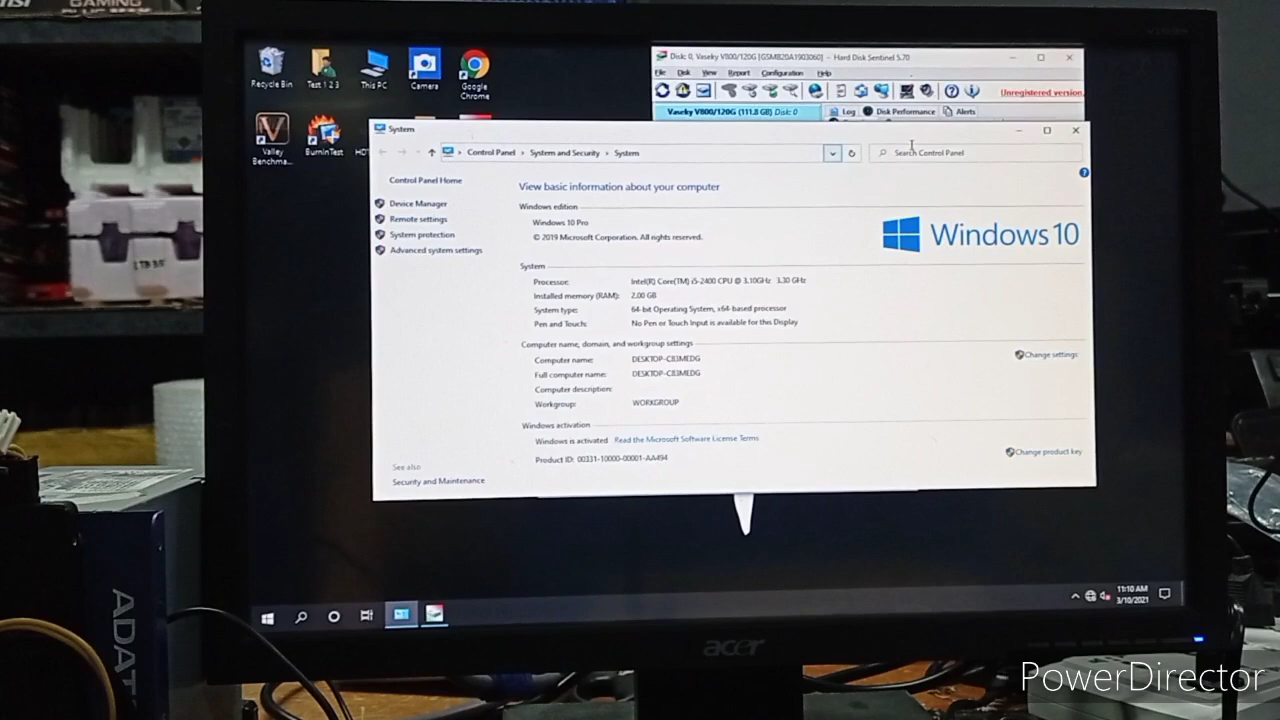 GAMING
Recycle Bin
Test 1 2 3
This PC
Camera
Google
Chrome
Valley
Benchma...
BurnInTest
Disk: 0, Vaseky V800/120G [GSMB20A1903060] - Hard Disk Sentinel 5.70
File Disk View Report Configuration Help
Unregistered version
Vaseky V800/120G (111.8 GB) Disk: 0
Log
Disk Performance
Alerts
System
Control Panel > System and Security > System
Search Control Panel
Control Panel Home
Device Manager
Remote settings
System protection
Advanced system settings
View basic information about your computer
Windows edition
Windows 10 Pro
© 2019 Microsoft Corporation. All rights reserved.
Windows 10
System
Processor: Intel(R) Core(TM) i5-2400 CPU @ 3.10GHz 3.30 GHz
Installed memory (RAM): 2.00 GB
System type: 64-bit Operating System, x64-based processor
Pen and Touch: No Pen or Touch Input is available for this Display
Computer name, domain, and workgroup settings
Computer name: DESKTOP-C83MEDG
Full computer name: DESKTOP-C83MEDG
Computer description:
Workgroup: WORKGROUP
Change settings
Windows activation
Windows is activated Read the Microsoft Software License Terms
Product ID: 00331-10000-00001-AA494
Change product key
See also
Security and Maintenance
11:10 AM
3/10/2021
acer
ADAT
PowerDirector